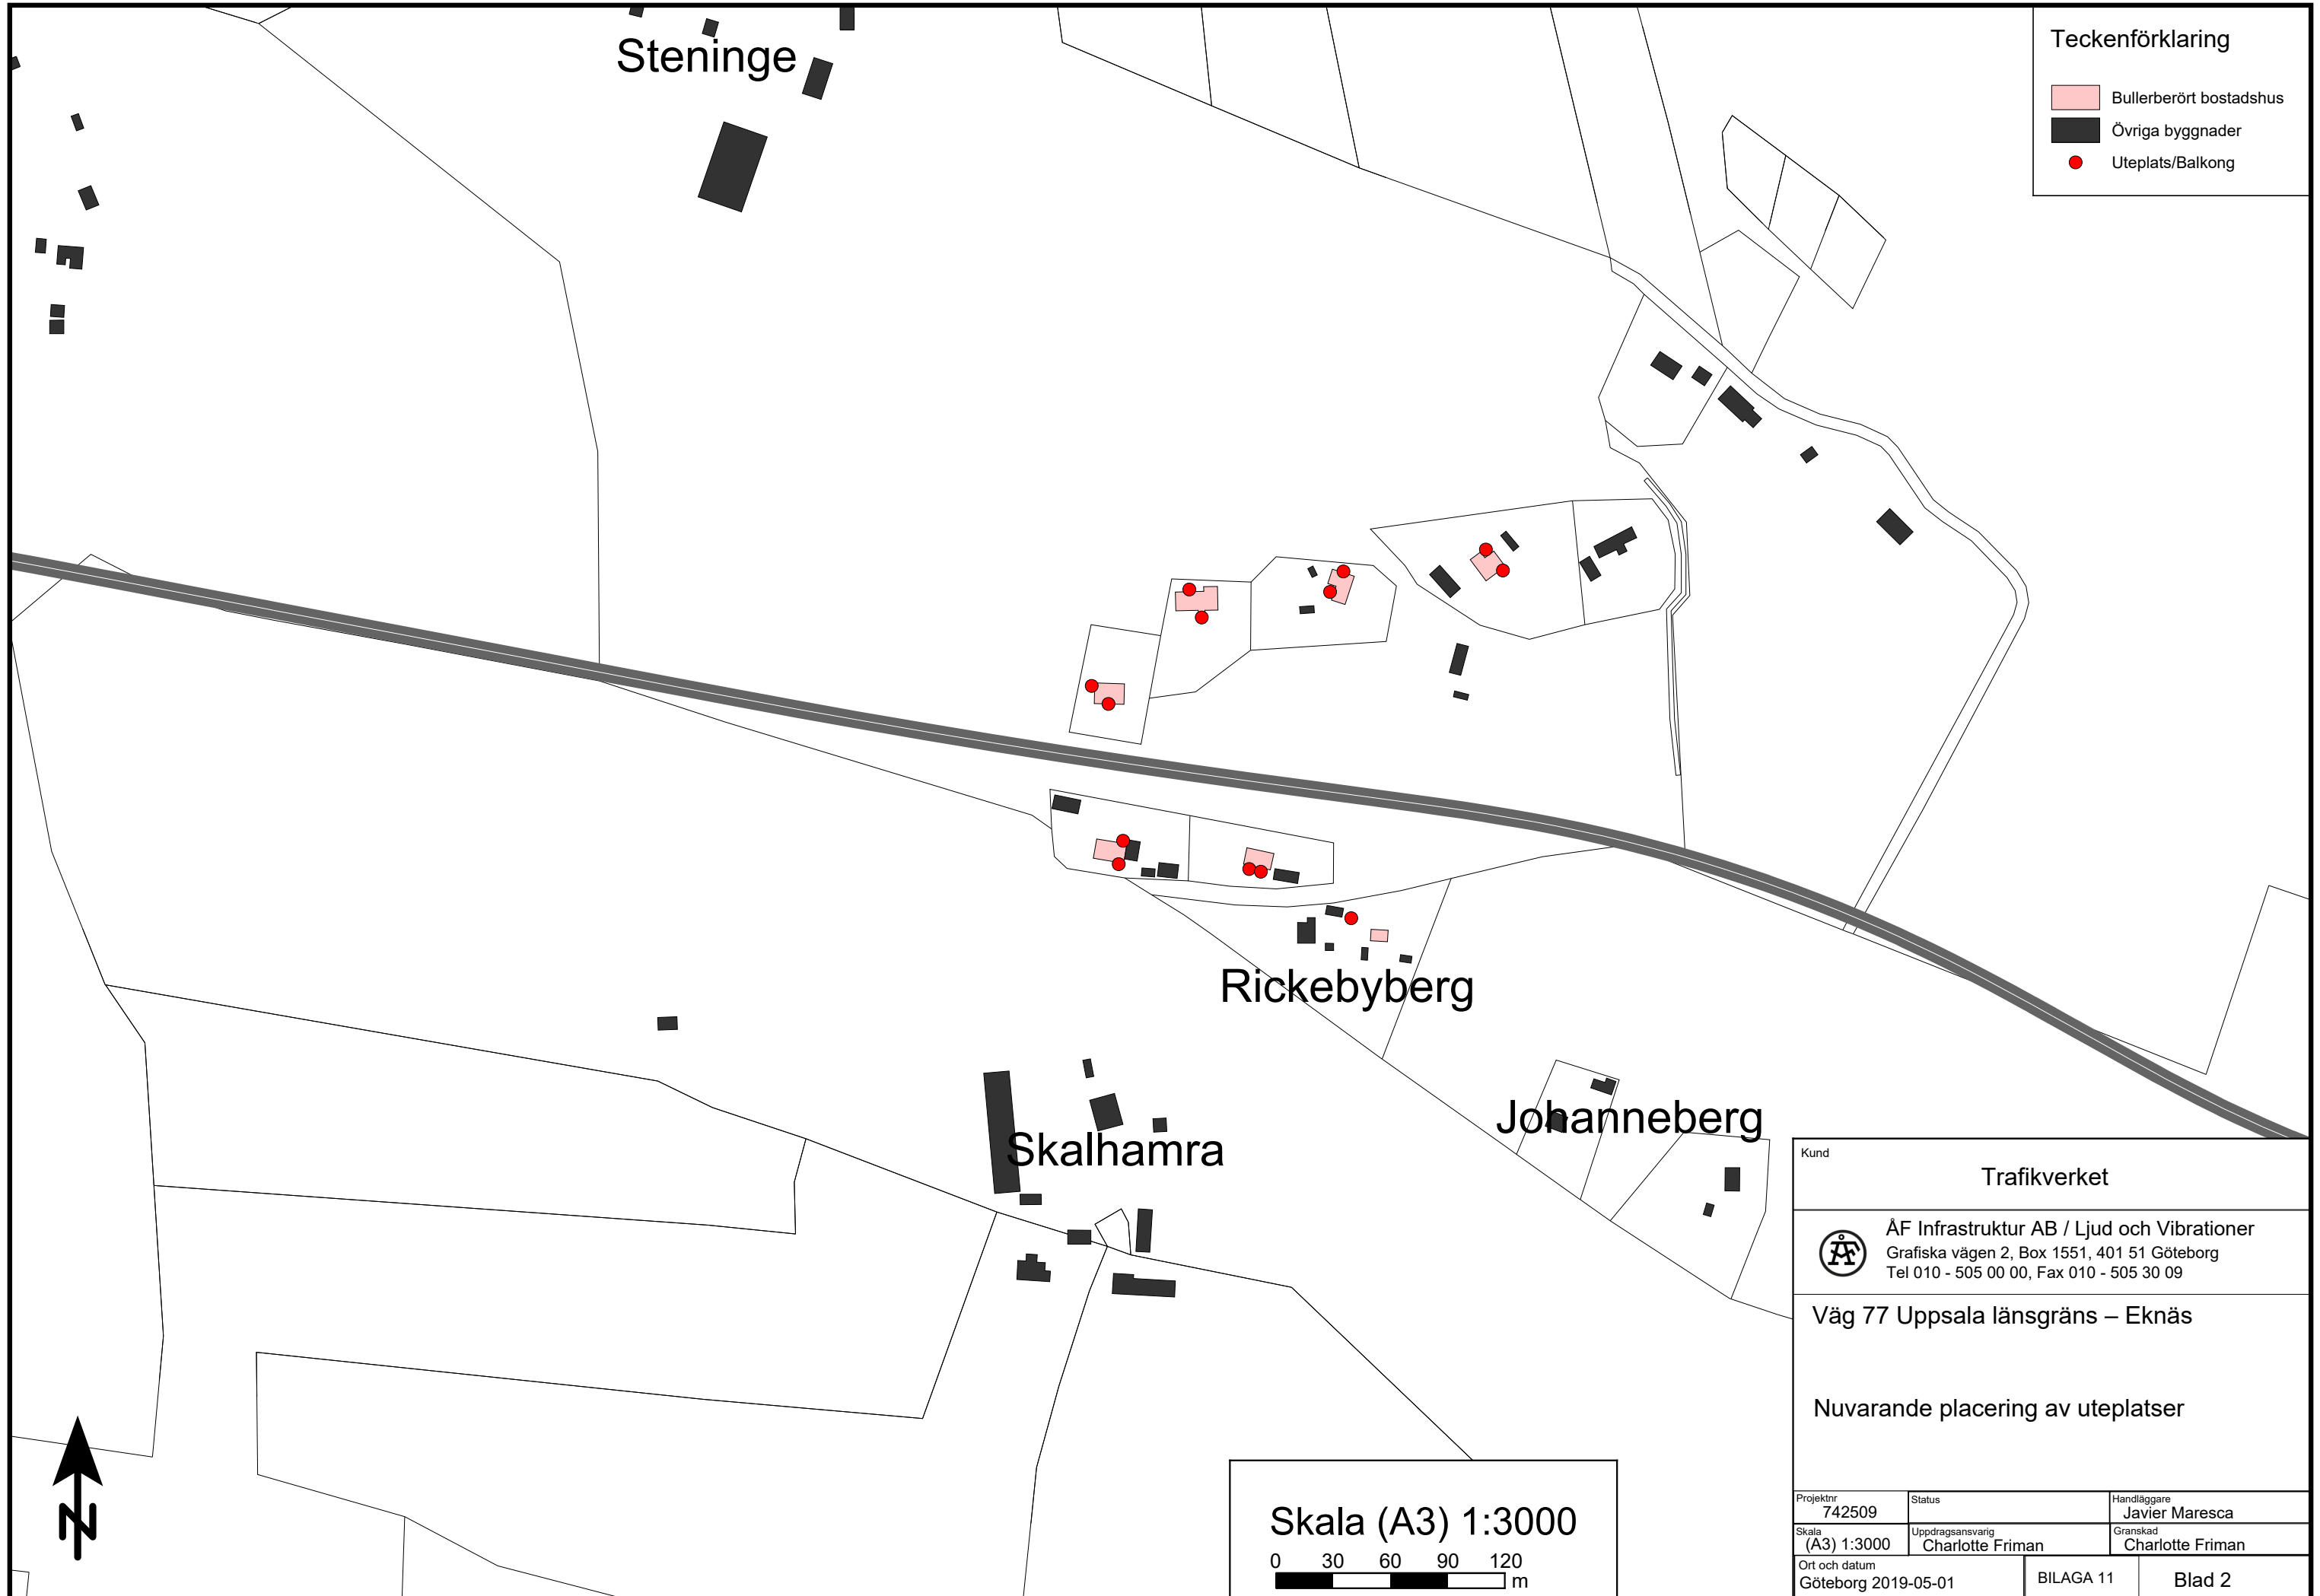 Steninge
Teckenförklaring
Bullerberört bostadshus
Övriga byggnader
Uteplats/Balkong
Rickebyberg
Johanneberg
Skalhamra
N
Skala (A3) 1:3000
0 30 60 90 120
m
Kund
Trafikverket
ÅF
ÅF Infrastruktur AB / Ljud och Vibrationer
Grafiska vägen 2, Box 1551, 401 51 Göteborg
Tel 010 - 505 00 00, Fax 010 - 505 30 09
Väg 77 Uppsala länsgräns – Eknäs
Nuvarande placering av uteplatser
Projektnr
742509
Status
Handläggare
Javier Maresca
Skala
(A3) 1:3000
Uppdragsansvarig
Charlotte Friman
Granskad
Charlotte Friman
Ort och datum
Göteborg 2019-05-01
BILAGA 11
Blad 2